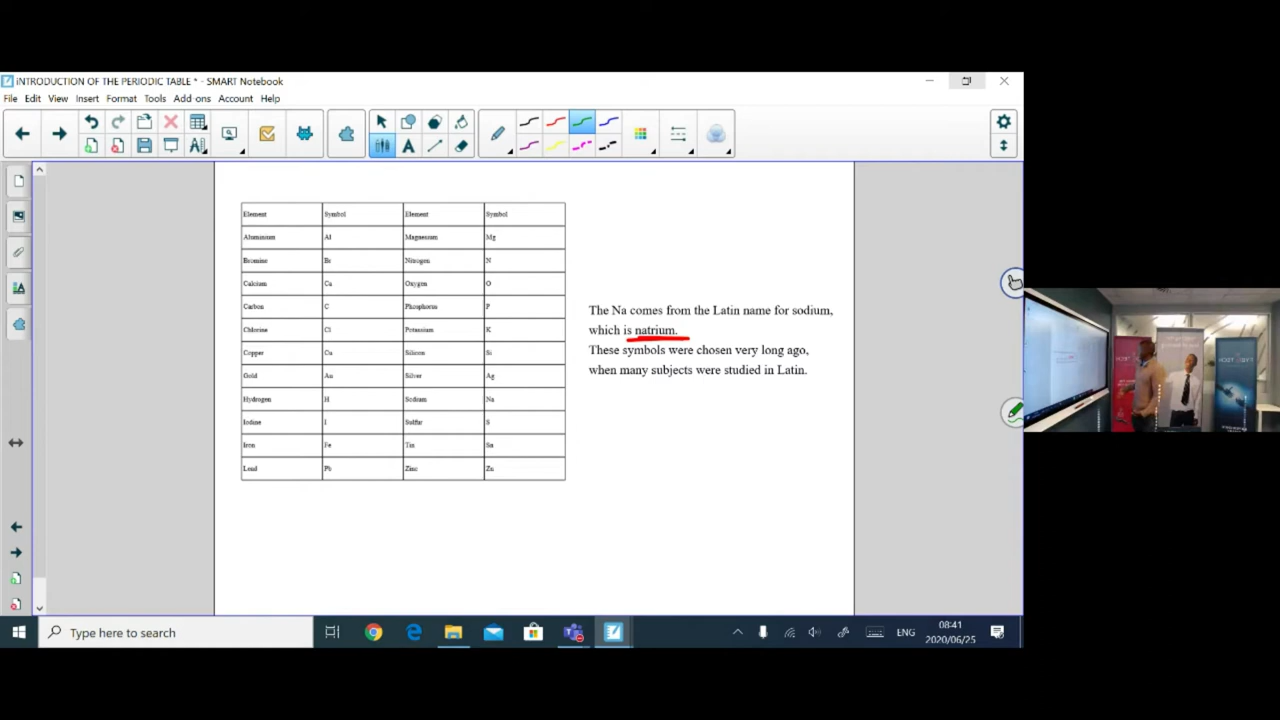 iNTRODUCTION OF THE PERIODIC TABLE * - SMART Notebook
File Edit View Insert Format Tools Add-ons Account Help
Element Symbol Element Symbol
Aluminium Al Magnesium Mg
Bromine Br Nitrogen N
Calcium Ca Oxygen O
Carbon C Phosphorus P
Chlorine Cl Potassium K
Copper Cu Silicon Si
Gold Au Silver Ag
Hydrogen H Sodium Na
Iodine I Sulfur S
Iron Fe Tin Sn
Lead Pb Zinc Zn
The Na comes from the Latin name for sodium,
which is natrium.
These symbols were chosen very long ago,
when many subjects were studied in Latin.
Type here to search
ENG
08:41
2020/06/25